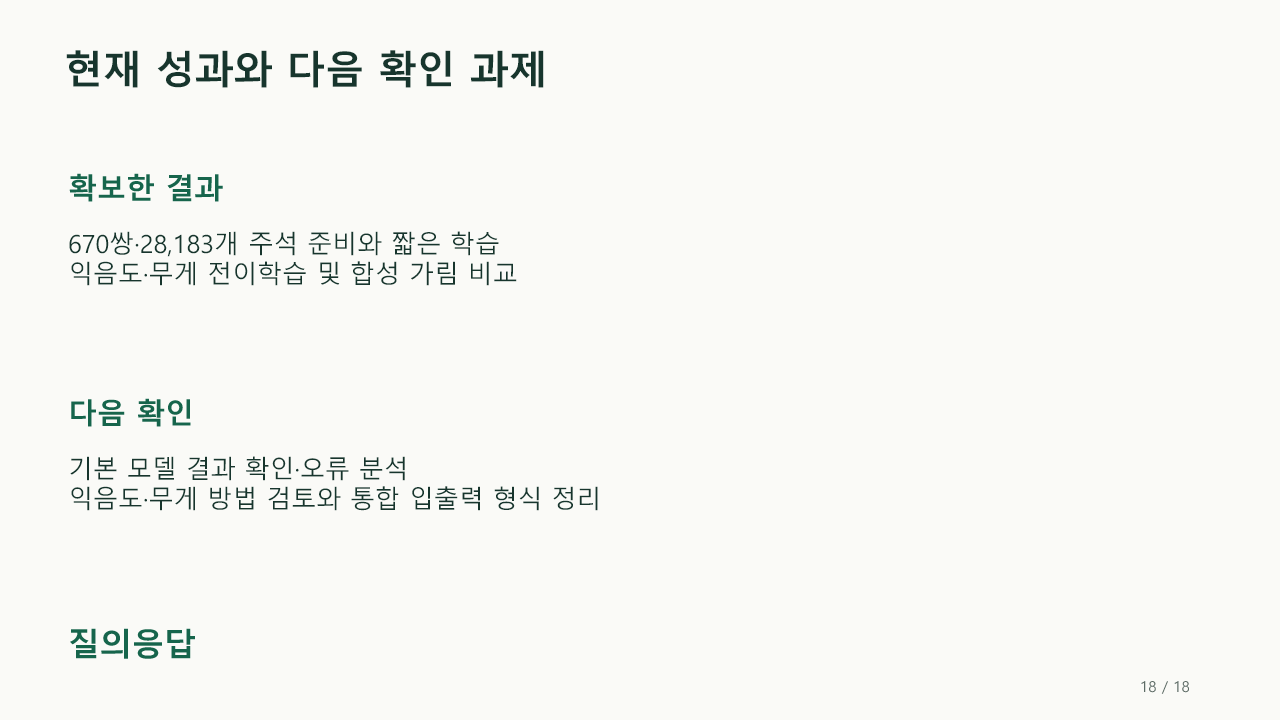 현재 성과와 다음 확인 과제
확보한 결과
670쌍·28,183개 주석 준비와 짧은 학습
익음도·무게 전이학습 및 합성 가림 비교
다음 확인
기본 모델 결과 확인·오류 분석
익음도·무게 방법 검토와 통합 입출력 형식 정리
질의응답
18 / 18